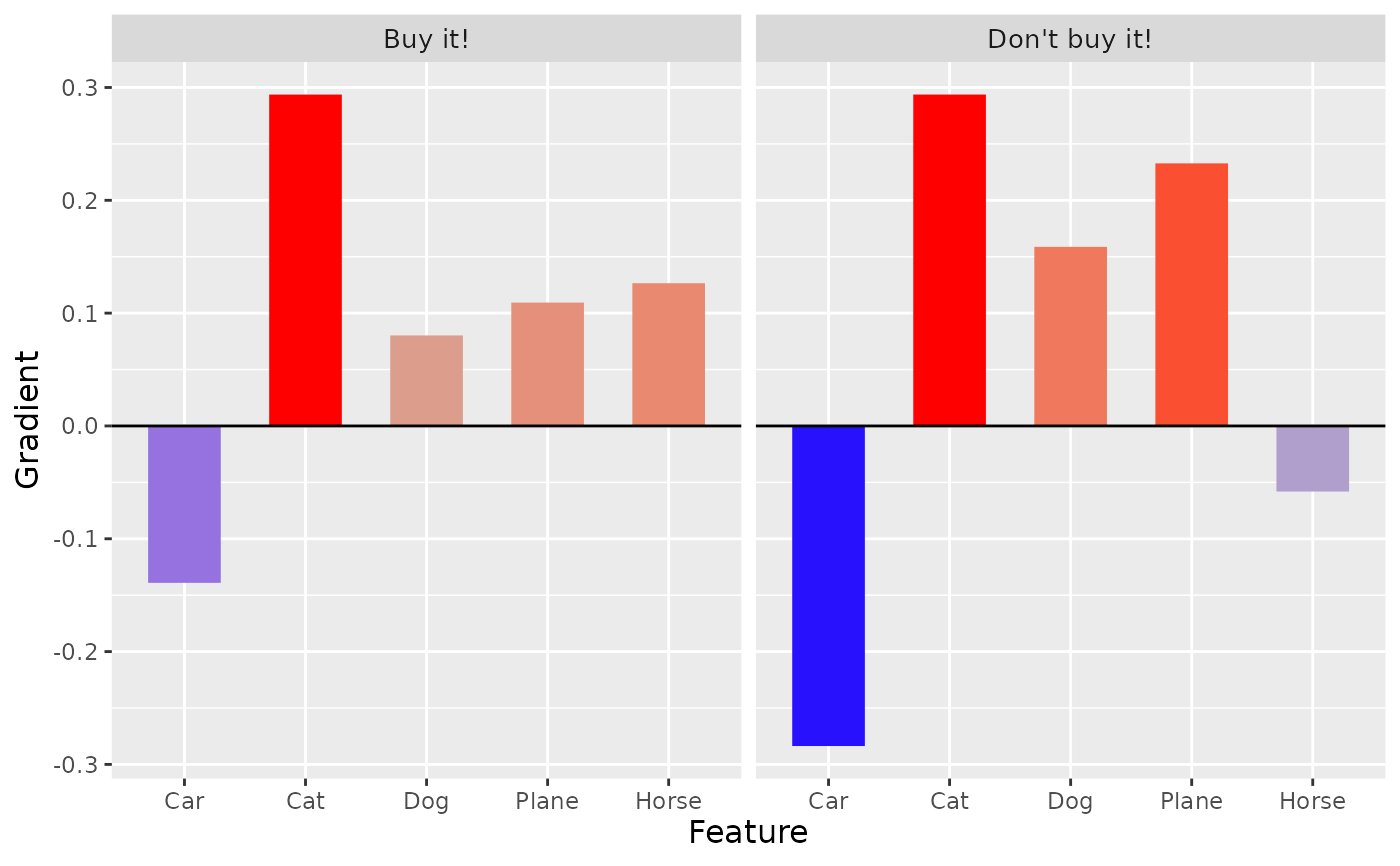 Buy it!
Don't buy it!
0.3
0.2
0.1
0.0
-0.1
-0.2
-0.3
Gradient
Car Cat Dog Plane Horse
Car Cat Dog Plane Horse
Feature